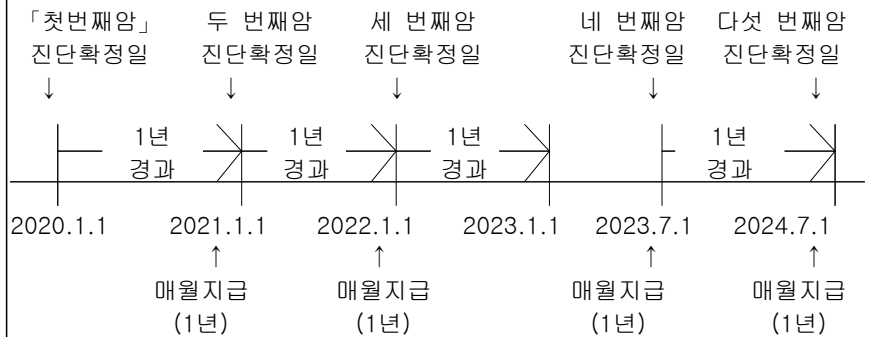 「첫번째암」 두 번째암 세 번째암 네 번째암 다섯 번째암
진단확정일 진단확정일 진단확정일 진단확정일 진단확정일
↓ ↓ ↓ ↓ ↓
1년 1년 1년 1년
경과 경과 경과 경과
2020.1.1 2021.1.1 2022.1.1 2023.1.1 2023.7.1 2024.7.1
↑ ↑ ↑ ↑
매월지급 매월지급 매월지급 매월지급
(1년) (1년) (1년) (1년)